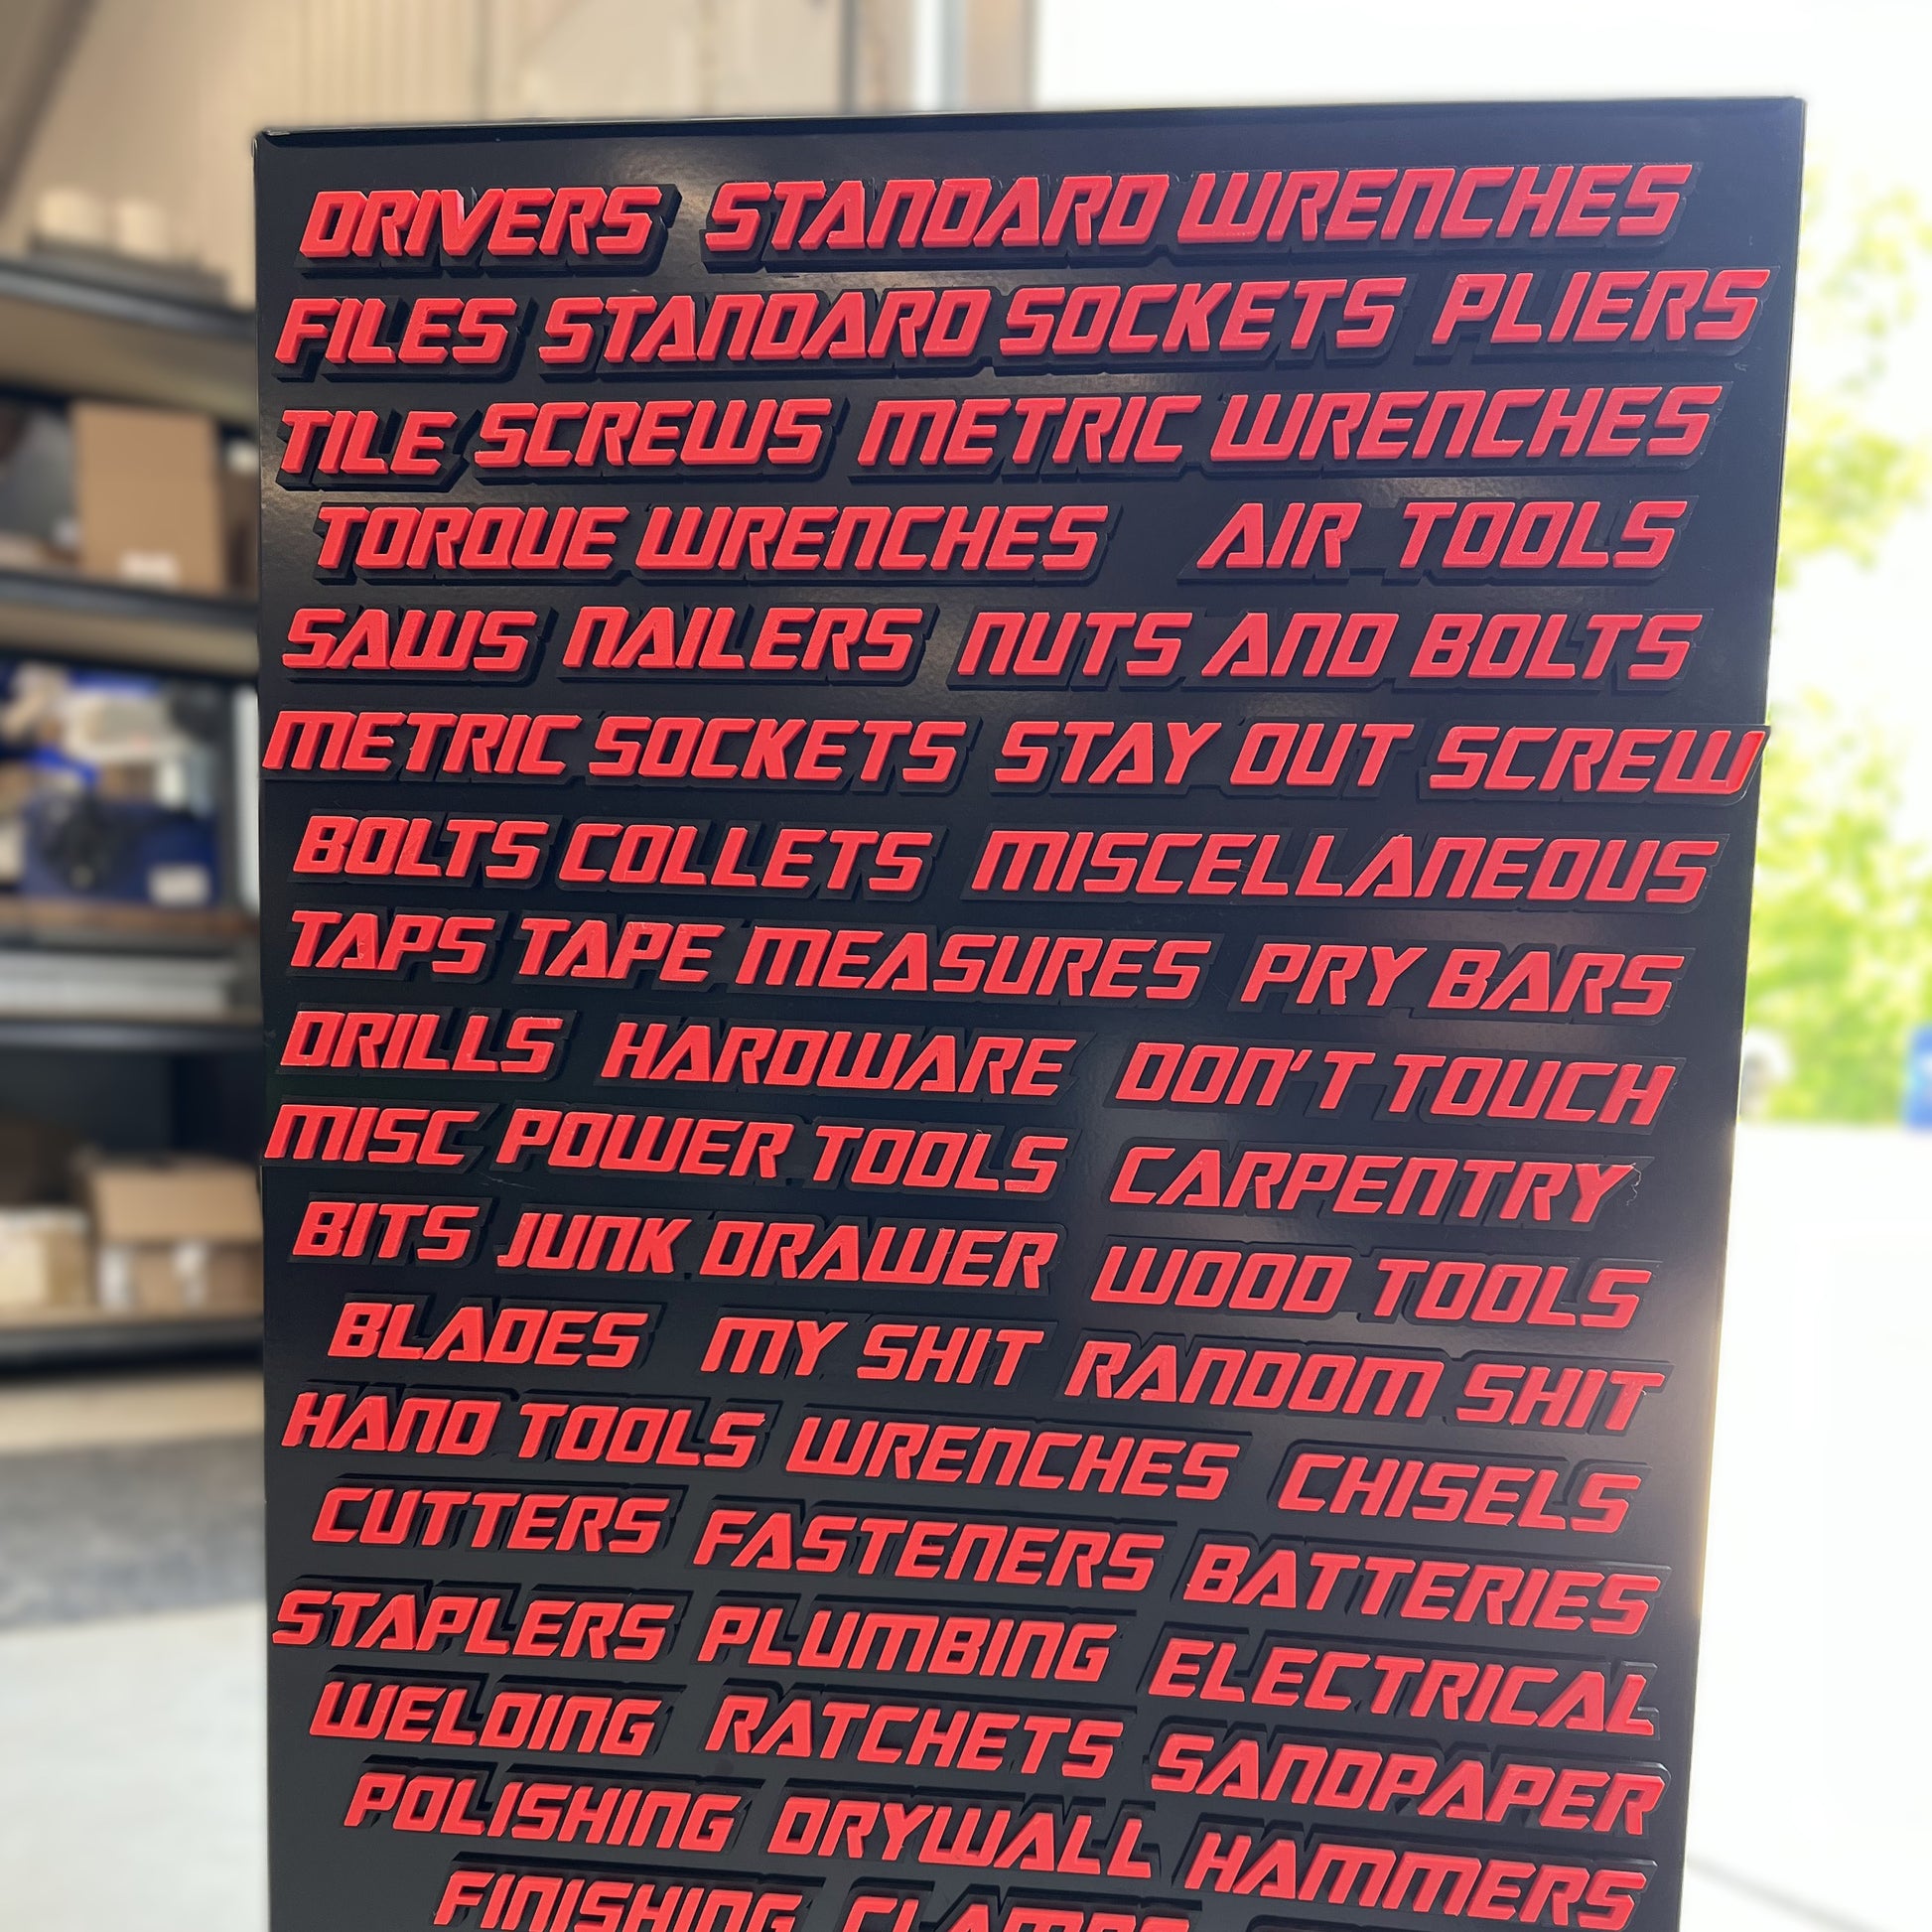 DRIVERS STANDARD WRENCHES
FILES STANDARD SOCKETS PLIERS
TILE SCREWS METRIC WRENCHES
TORQUE WRENCHES AIR TOOLS
SAWS NAILERS NUTS AND BOLTS
METRIC SOCKETS STAY OUT SCREW
BOLTS COLLETS MISCELLANEOUS
TAPS TAPE MEASURES PRY BARS
DRILLS HARDWARE DON'T TOUCH
MISC POWER TOOLS CARPENTRY
BITS JUNK DRAWER WOOD TOOLS
BLADES MY SHIT RANDOM SHIT
HAND TOOLS WRENCHES CHISELS
CUTTERS FASTENERS BATTERIES
STAPLERS PLUMBING ELECTRICAL
WELDING RATCHETS SANDPAPER
POLISHING DRYWALL HAMMERS
FINISHING CLAMPS